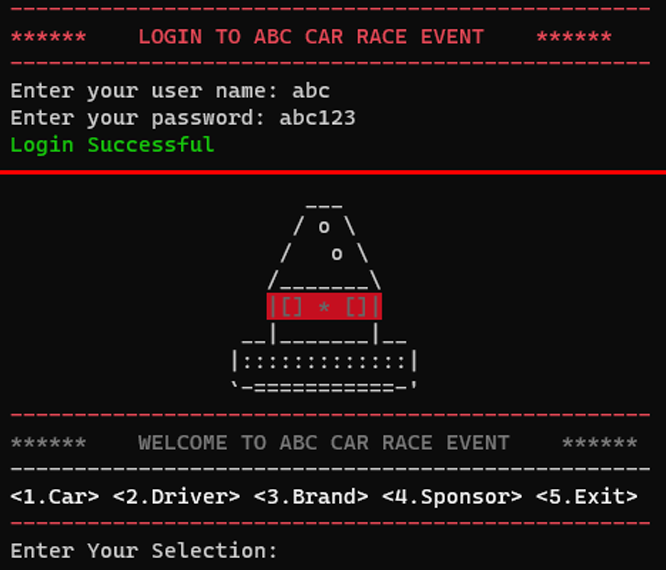 --------------------------------------------------
******    LOGIN TO ABC CAR RACE EVENT    ******
--------------------------------------------------
Enter your user name: abc
Enter your password: abc123
Login Successful
                       ___
                      / o \
                     /   o \
                    /_______\
                    |[] * []|
                  __|_______|__
                 |:::::::::::::|
                 `-===========-'
--------------------------------------------------
******    WELCOME TO ABC CAR RACE EVENT    ******
--------------------------------------------------
<1.Car> <2.Driver> <3.Brand> <4.Sponsor> <5.Exit>
--------------------------------------------------
Enter Your Selection: